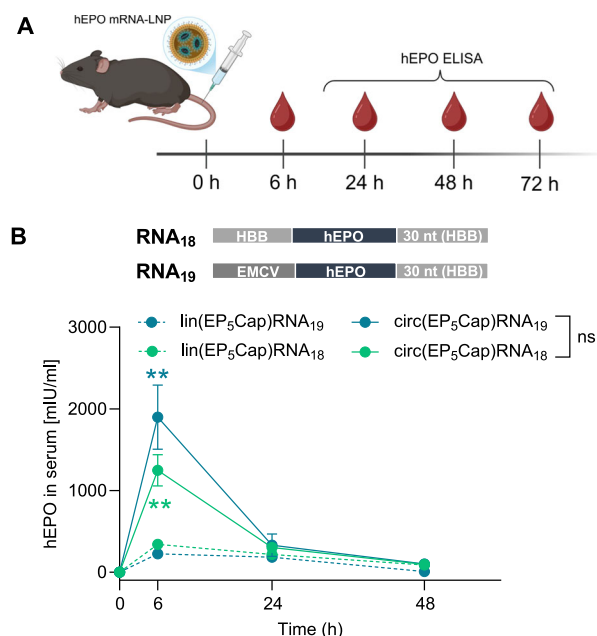 A
hEPO mRNA-LNP
hEPO ELISA
0 h 6 h 24 h 48 h 72 h
B
RNA₁₈ HBB hEPO 30 nt (HBB)
RNA₁₉ EMCV hEPO 30 nt (HBB)
lin(EP₅Cap)RNA₁₉ circ(EP₅Cap)RNA₁₉
lin(EP₅Cap)RNA₁₈ circ(EP₅Cap)RNA₁₈
ns
hEPO in serum [mIU/ml]
3000
2000
1000
0
**
**
0 6 24 48
Time (h)